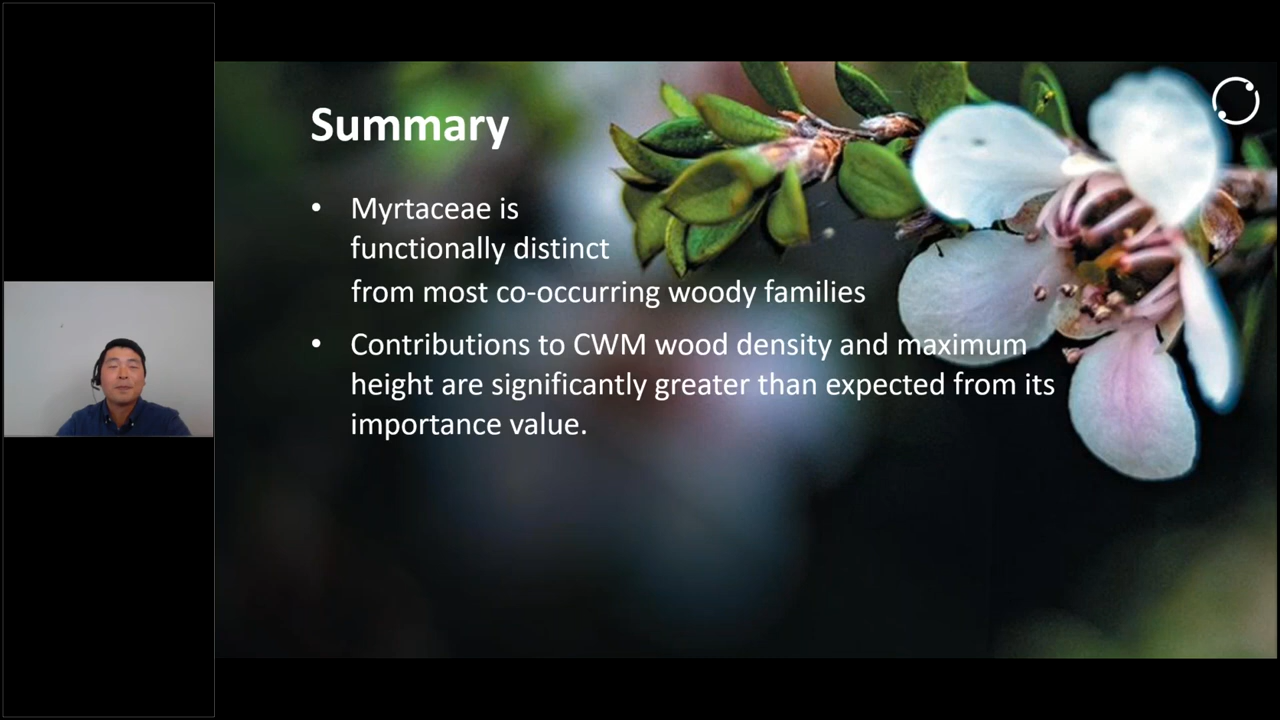 Summary
• Myrtaceae is
functionally distinct
from most co-occurring woody families
• Contributions to CWM wood density and maximum
height are significantly greater than expected from its
importance value.